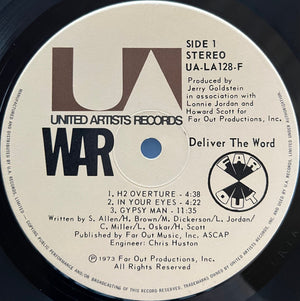 UA
SIDE 1
STEREO
UA-LA128-F
Produced by
Jerry Goldstein
in association with
Lonnie Jordan and
Howard Scott for
Far Out Productions, Inc.
UNITED ARTISTS RECORDS
WAR
Deliver The Word
FAR
OUT
1. H2 OVERTURE - 4:38
2. IN YOUR EYES - 4:20
3. GYPSY MAN - 11:35
Written by S. Allen/H. Brown/M. Dickerson/L. Jordan/
C. Miller/L. Oskar/H. Scott
Published by Far Out Music, Inc. ASCAP
Engineer: Chris Huston
℗ 1973 Far Out Productions, Inc.
All Rights Reserved